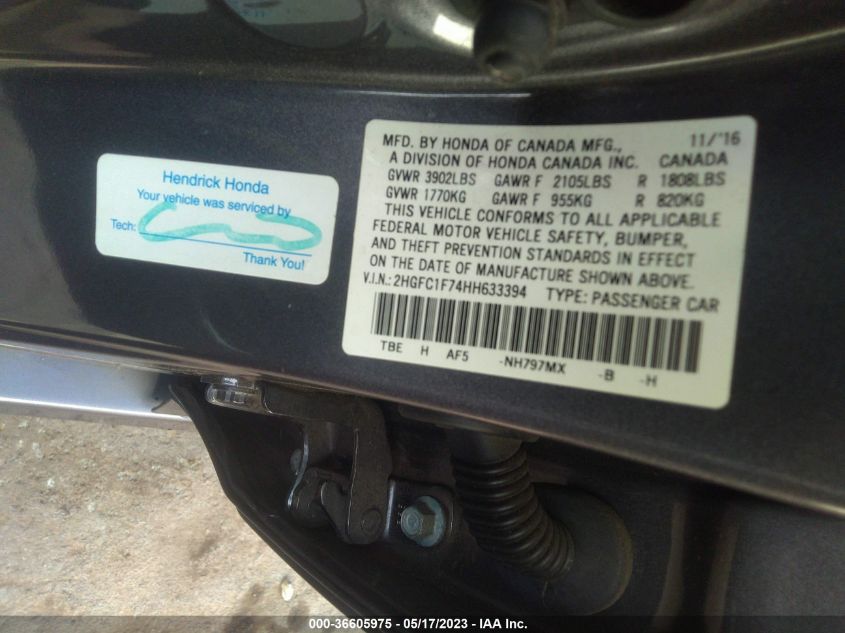 Hendrick Honda
Your vehicle was serviced by
Tech:
Thank You!
MFD. BY HONDA OF CANADA MFG., 11/'16
A DIVISION OF HONDA CANADA INC. CANADA
GVWR 3902LBS GAWR F 2105LBS R 1808LBS
GVWR 1770KG GAWR F 955KG R 820KG
THIS VEHICLE CONFORMS TO ALL APPLICABLE
FEDERAL MOTOR VEHICLE SAFETY, BUMPER,
AND THEFT PREVENTION STANDARDS IN EFFECT
ON THE DATE OF MANUFACTURE SHOWN ABOVE.
V.I.N.: 2HGFC1F74HH633394 TYPE: PASSENGER CAR
TBE H AF5 -NH797MX -B -H
000-36605975 - 05/17/2023 - IAA Inc.